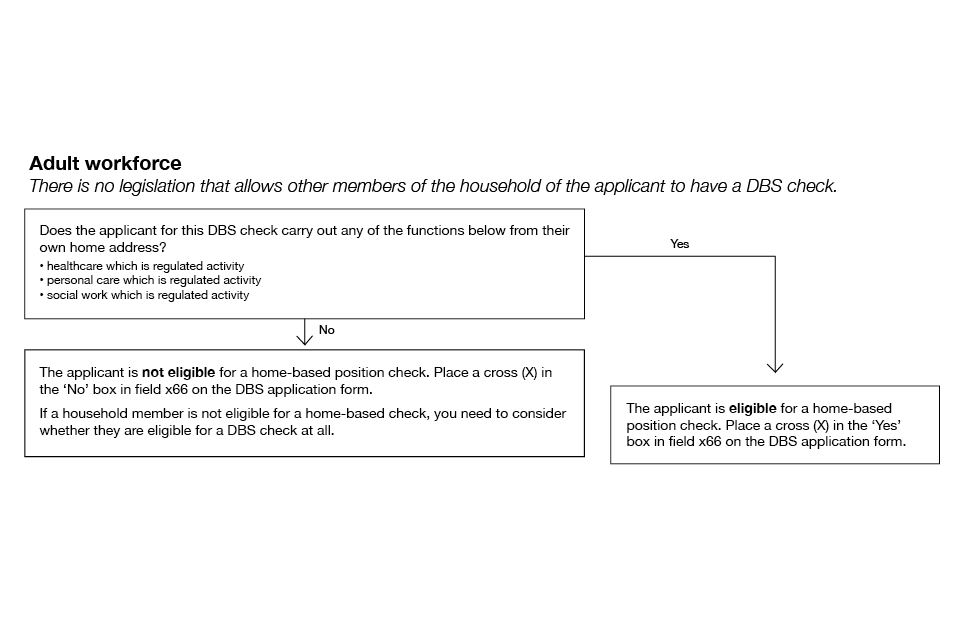 Adult workforce
There is no legislation that allows other members of the household of the applicant to have a DBS check.
Does the applicant for this DBS check carry out any of the functions below from their
own home address?
• healthcare which is regulated activity
• personal care which is regulated activity
• social work which is regulated activity
Yes
No
The applicant is not eligible for a home-based position check. Place a cross (X) in
the ‘No’ box in field x66 on the DBS application form.
If a household member is not eligible for a home-based check, you need to consider
whether they are eligible for a DBS check at all.
The applicant is eligible for a home-based
position check. Place a cross (X) in the ‘Yes’
box in field x66 on the DBS application form.